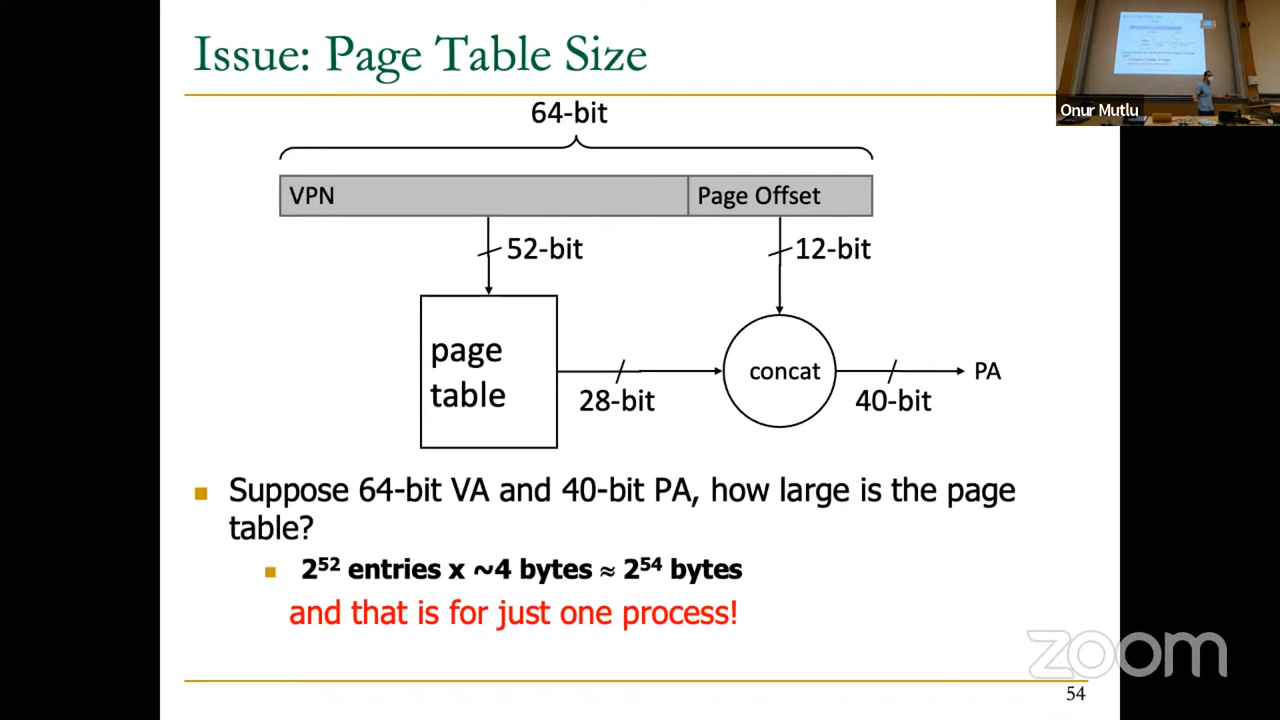 Issue: Page Table Size
Onur Mutlu
64-bit
VPN
Page Offset
52-bit
12-bit
page
table
concat
PA
28-bit
40-bit
■ Suppose 64-bit VA and 40-bit PA, how large is the page
table?
■ 2⁵² entries x ~4 bytes ≈ 2⁵⁴ bytes
and that is for just one process!
zoom
54